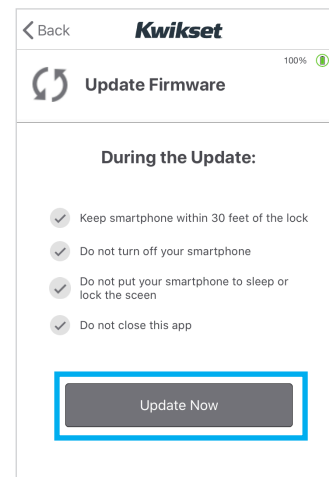 Back
Kwikset
100%
Update Firmware
During the Update:
Keep smartphone within 30 feet of the lock
Do not turn off your smartphone
Do not put your smartphone to sleep or
lock the sceen
Do not close this app
Update Now